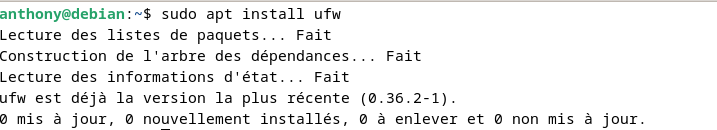 anthony@debian:~$ sudo apt install ufw
Lecture des listes de paquets... Fait
Construction de l'arbre des dépendances... Fait
Lecture des informations d'état... Fait
ufw est déjà la version la plus récente (0.36.2-1).
0 mis à jour, 0 nouvellement installés, 0 à enlever et 0 non mis à jour.